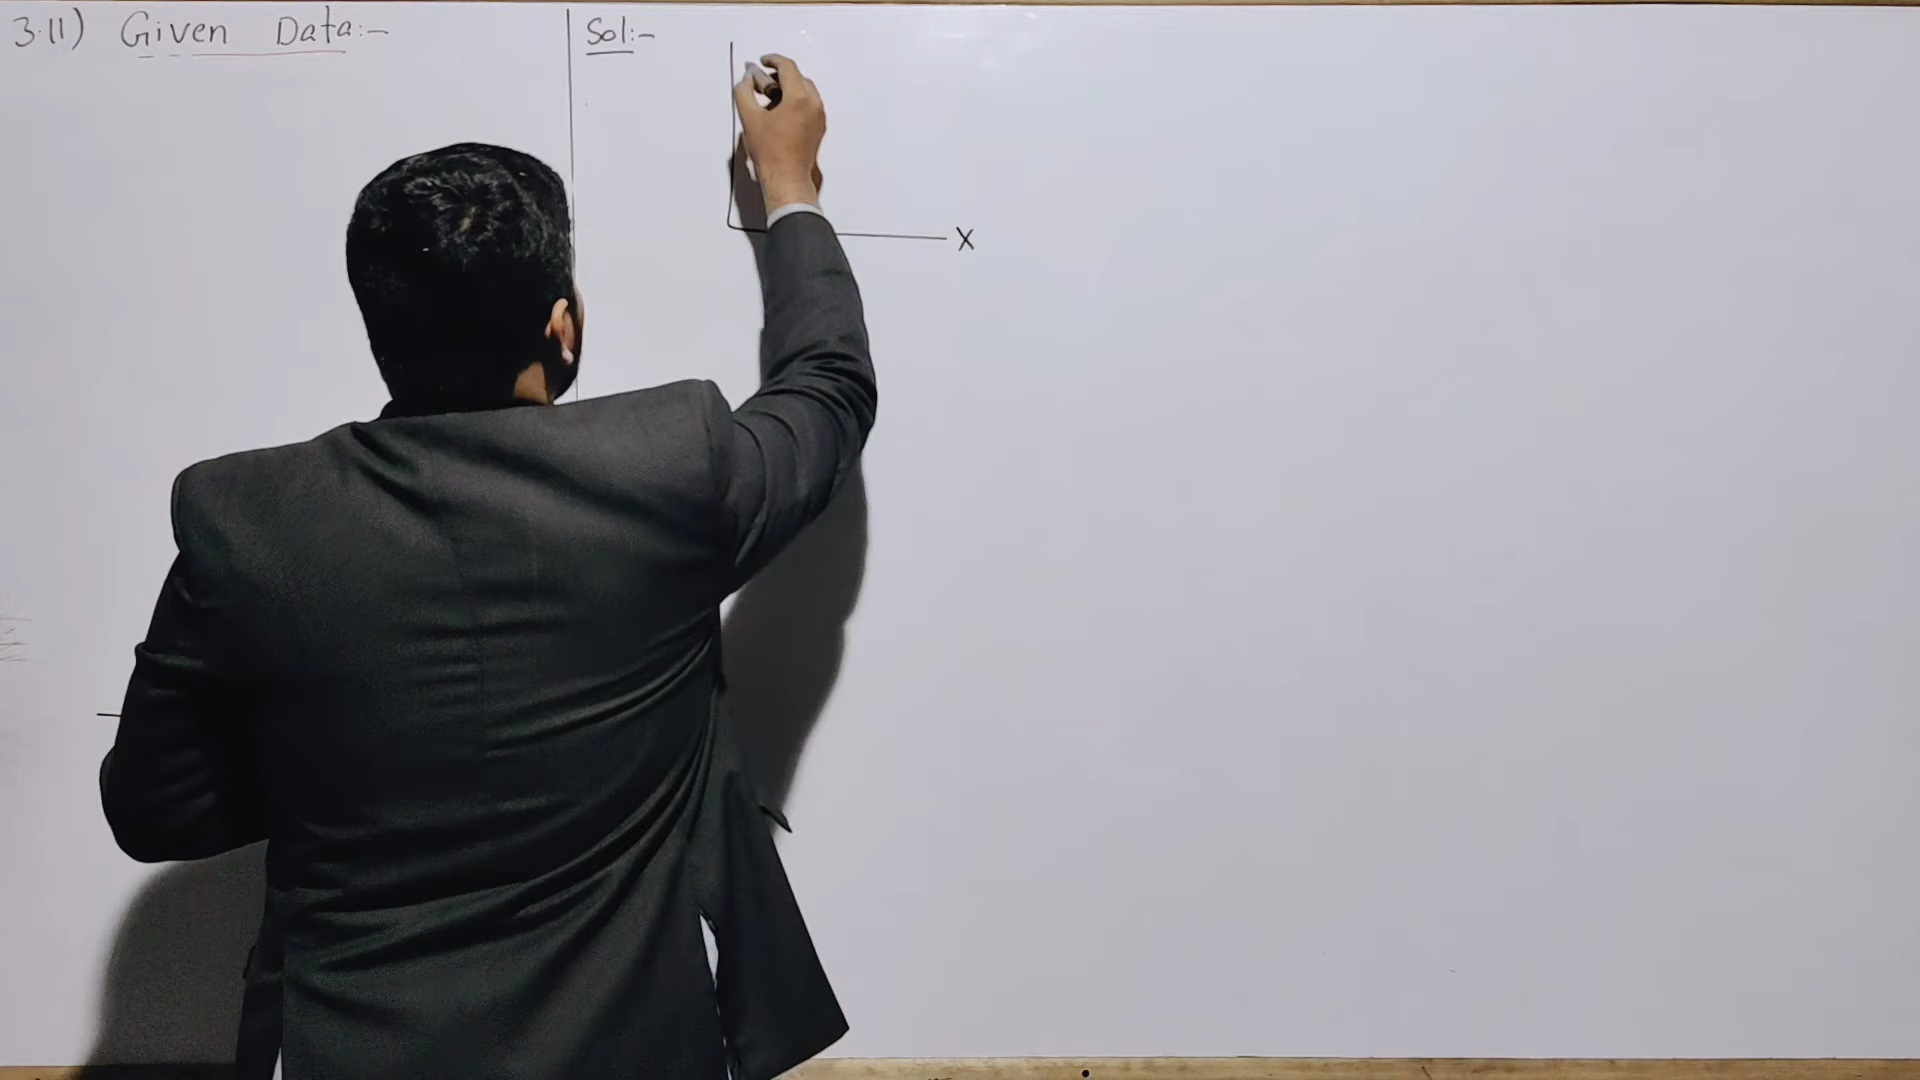 3.11) Given Data:-
Sol:-
X